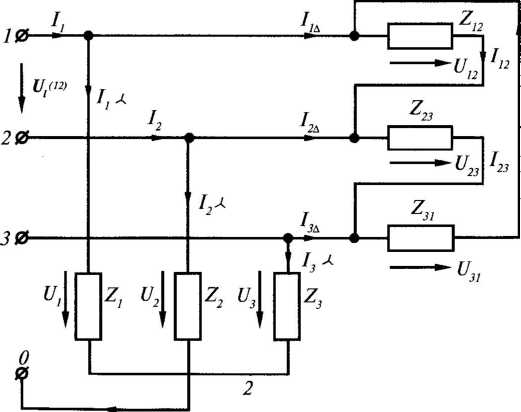 1 I1 I1Δ Z12
U12 I12
Ut(12) I1⅄
2 I2 I2Δ Z23
U23 I23
I2⅄
3 I3Δ Z31
I3⅄ U31
U1 Z1 U2 Z2 U3 Z3
0
2